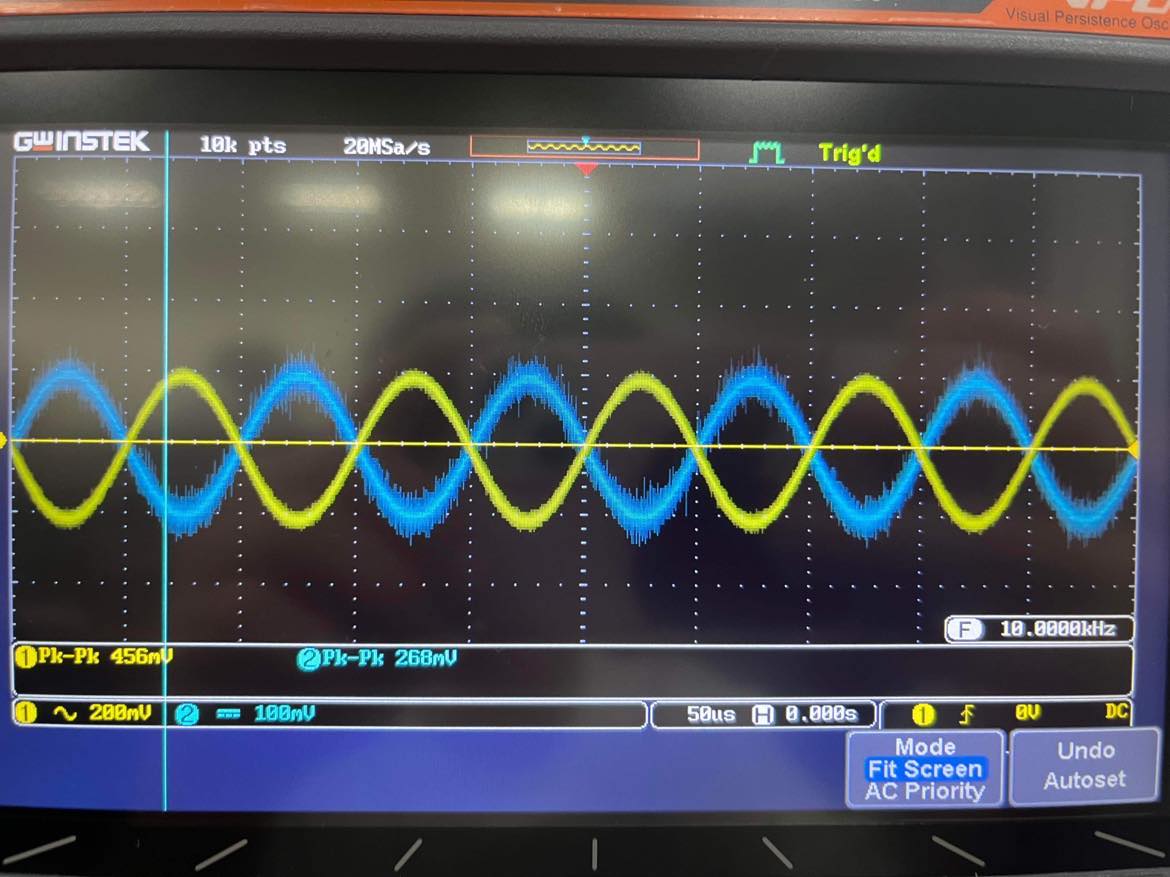 Visual Persistence Osc
GWINSTEK 10k pts 20MSa/s Trig'd
F 10.0000kHz
1 Pk-Pk 456mV 2 Pk-Pk 268mV
1 200mV 2 100mV 50us H 0.000s 1 0V DC
Mode
Fit Screen
AC Priority
Undo
Autoset